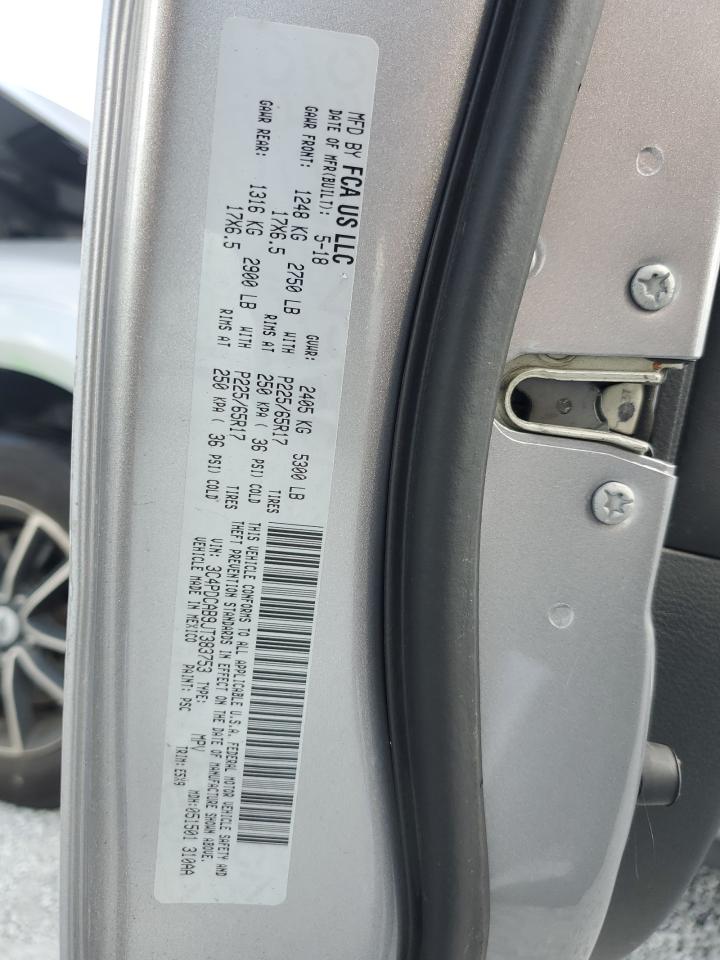 MFD BY FCA US LLC
DATE OF MFR(BUILT): 5-18 GVWR: 2405 KG 5300 LB
GAWR FRONT: 1248 KG 2750 LB WITH P225/65R17 TIRES
17X6.5 RIMS AT 250 KPA ( 36 PSI) COLD
GAWR REAR: 1316 KG 2900 LB WITH P225/65R17 TIRES
17X6.5 RIMS AT 250 KPA ( 36 PSI) COLD
THIS VEHICLE CONFORMS TO ALL APPLICABLE U.S.A. FEDERAL MOTOR VEHICLE SAFETY AND
THEFT PREVENTION STANDARDS IN EFFECT ON THE DATE OF MANUFACTURE SHOWN ABOVE.
VIN: 3C4PDCAB9JT383753 TYPE: MPV MDH:051501 310AA
VEHICLE MADE IN MEXICO PAINT: PSC TRIM:E5X9